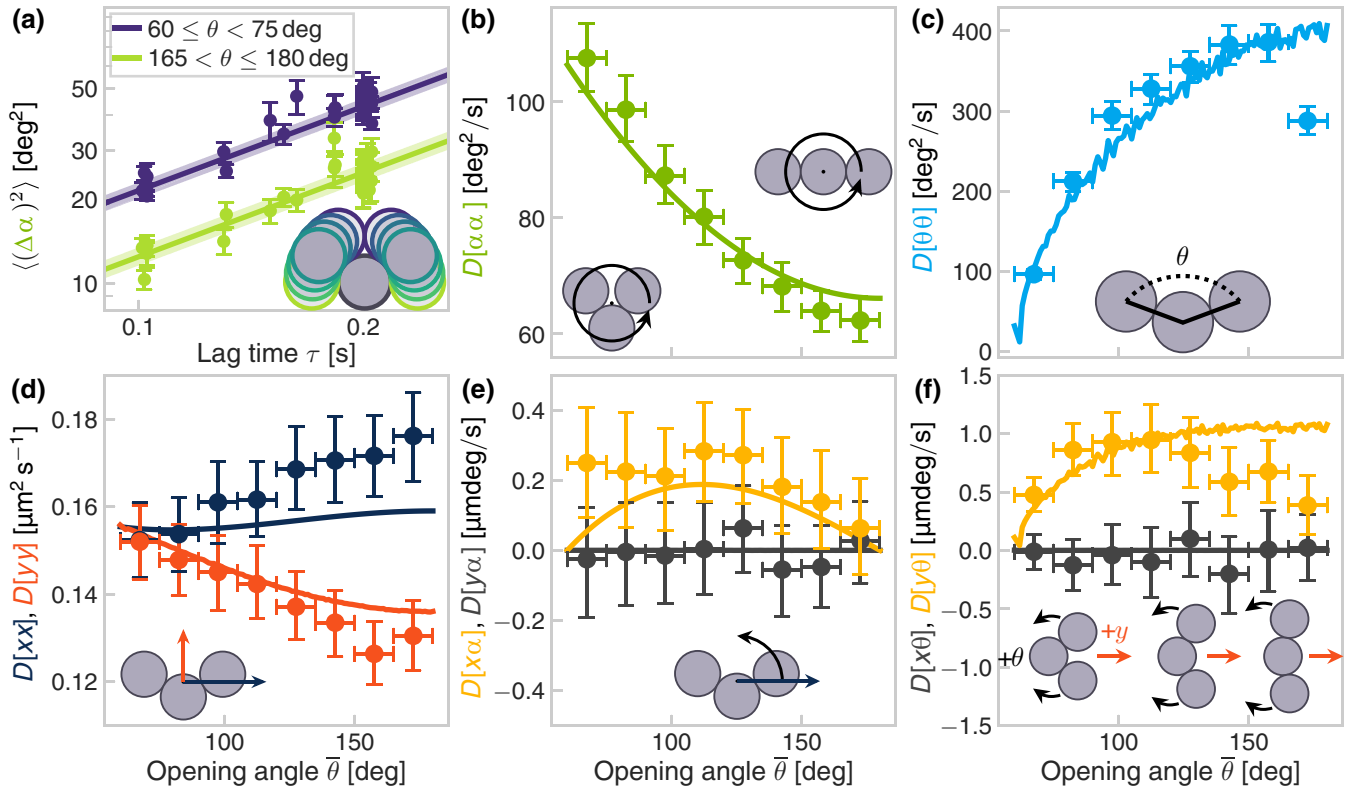 (a)
60 ≤ θ < 75 deg
165 < θ ≤ 180 deg
⟨(Δα)²⟩ [deg²]
50
30
20
10
0.1
0.2
Lag time τ [s]
(b)
D[αα] [deg²/s]
100
80
60
(c)
D[θθ] [deg²/s]
400
300
200
100
0
θ
(d)
D[xx], D[yy] [µm² s⁻¹]
0.18
0.16
0.14
0.12
100
150
Opening angle θ̅ [deg]
(e)
D[xα], D[yα] [µmdeg/s]
0.4
0.2
0.0
−0.2
−0.4
100
150
Opening angle θ̅ [deg]
(f)
D[xθ], D[yθ] [µmdeg/s]
1.5
1.0
0.5
0.0
−0.5
−1.0
−1.5
+θ
+y
100
150
Opening angle θ̅ [deg]